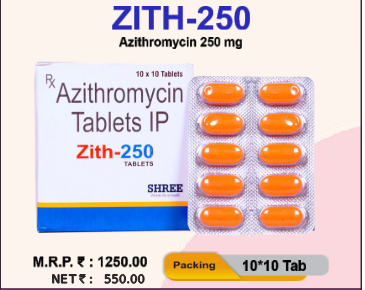 ZITH-250
Azithromycin 250 mg
10 x 10 Tablets
Rx Azithromycin
Tablets IP
Zith-250
TABLETS
SHREE
M.R.P. ₹ : 1250.00
NET ₹ : 550.00
Packing 10*10 Tab